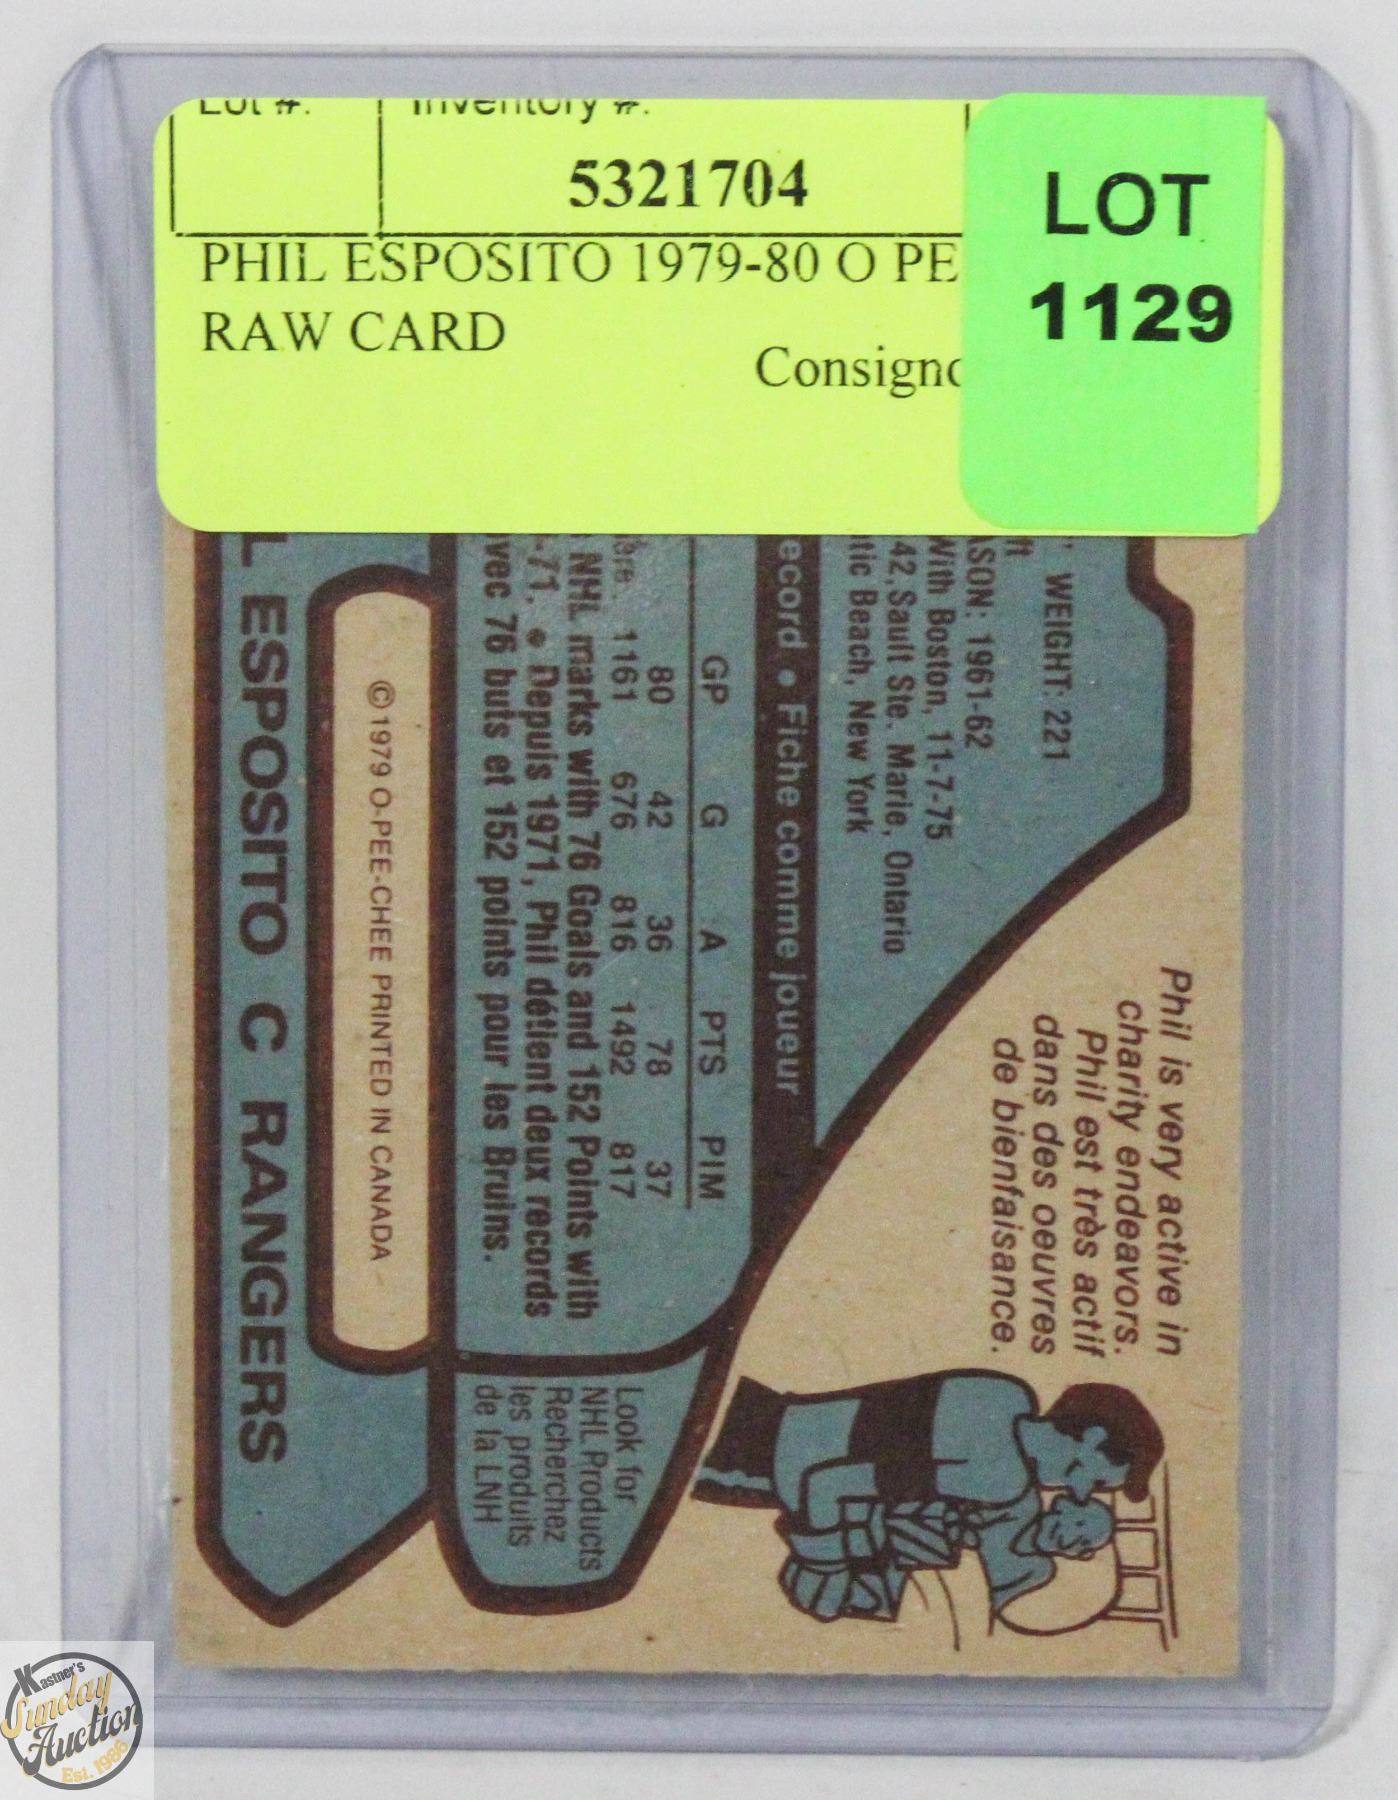 Lot #:
Inventory #:
5321704
PHIL ESPOSITO 1979-80 O PE
RAW CARD
LOT
1129
WEIGHT: 221
1961-62
With Boston, 11-7-75
42, Sault Ste. Marie, Ontario
Beach, New York
• Fiche comme joueur
GP G A PTS PIM
80 42 36 78 37
1161 676 816 1492 817
NHL marks with 76 Goals and 152 Points with
-71. • Depuis 1971, Phil détient deux records
76 buts et 152 points pour les Bruins.
©1979 O-PEE-CHEE PRINTED IN CANADA
ESPOSITO C RANGERS
Phil is very active in
charity endeavors.
Phil est très actif
dans des oeuvres
de bienfaisance.
Look for
NHL Products
Recherchez
les produits
de la LNH
Kastner's
Sunday
Auction
Est. 1986